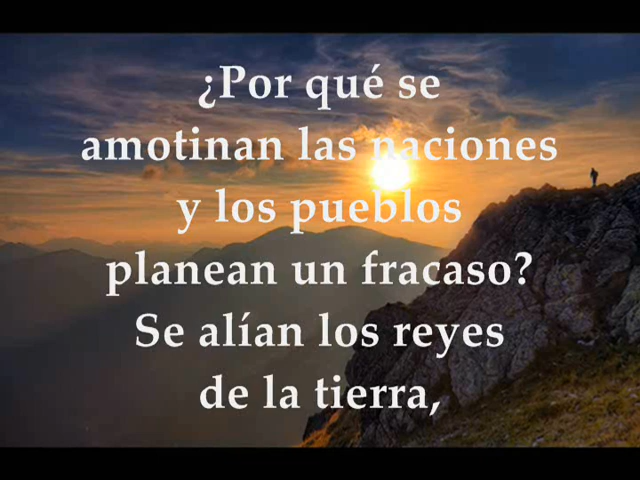 ¿Por qué se
amotinan las naciones
y los pueblos
planean un fracaso?
Se alían los reyes
de la tierra,